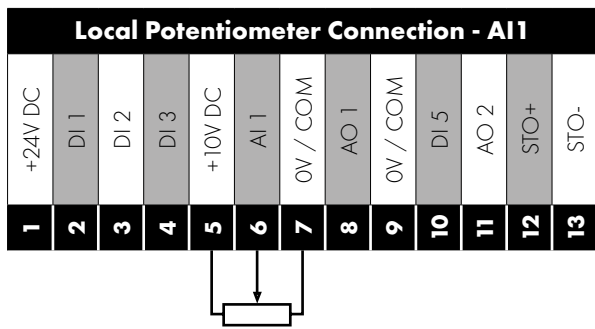 Local Potentiometer Connection - AI1
+24V DC
DI 1
DI 2
DI 3
+10V DC
AI 1
0V / COM
AO 1
0V / COM
DI 5
AO 2
STO+
STO-
1
2
3
4
5
6
7
8
9
10
11
12
13